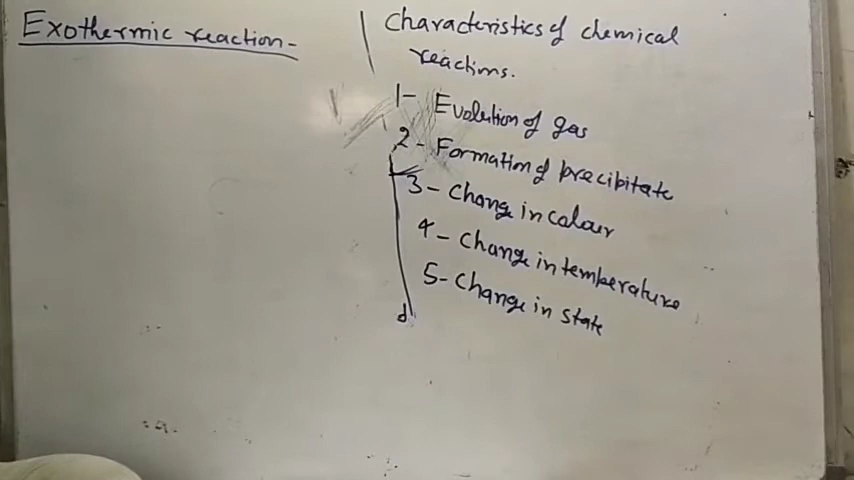 Exothermic reaction-
Characteristics of chemical
reactions.
1- Evolution of gas
2- Formation of precipitate
3- Change in colour
4- Change in temperature
5- Change in state